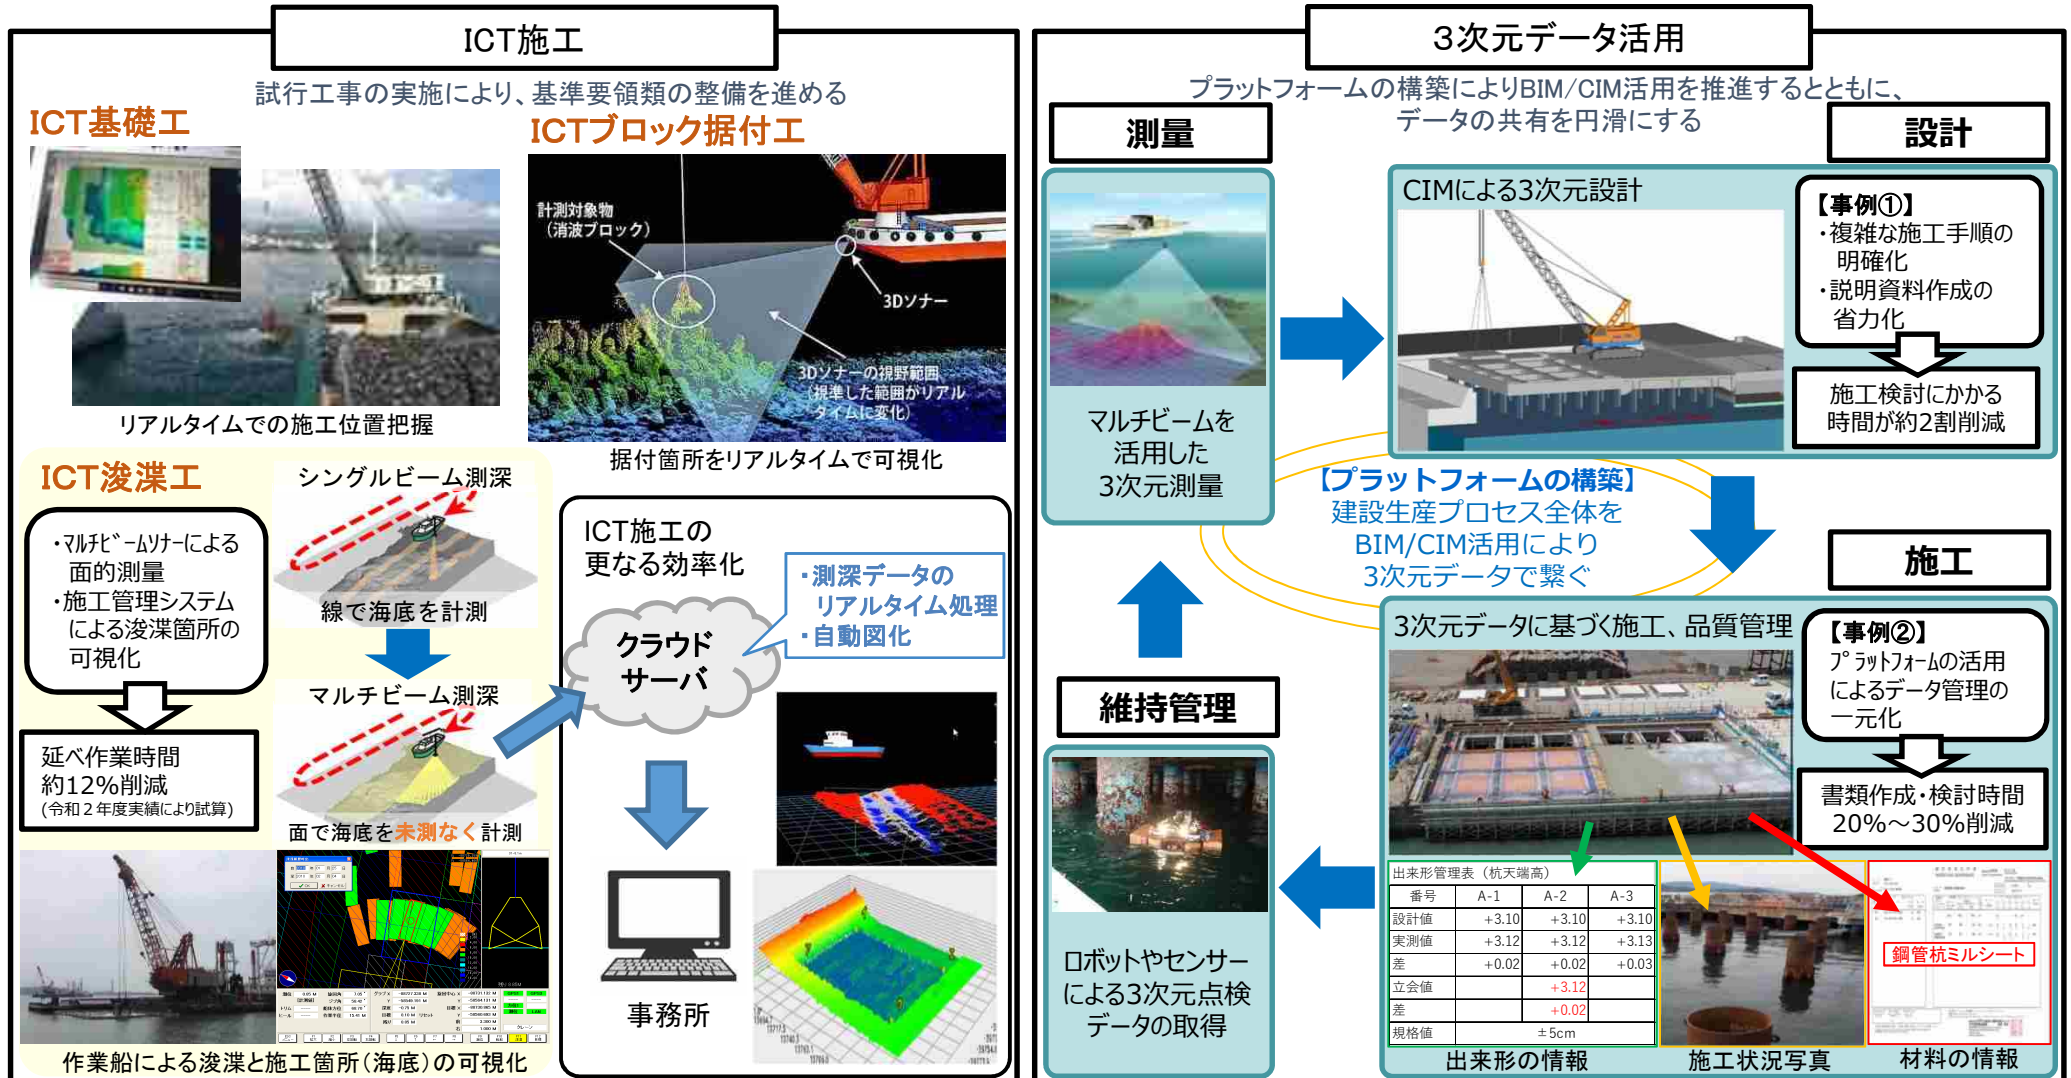 ICT施工
試行工事の実施により、基準要領類の整備を進める
ICT基礎工
リアルタイムでの施工位置把握
ICTブロック据付工
計測対象物
(消波ブロック)
3Dソナー
3Dソナーの視野範囲
(視準した範囲がリアル
タイムに変化)
据付箇所をリアルタイムで可視化
ICT浚渫工
・ﾏﾙﾁﾋﾞｰﾑｿﾅｰによる
面的測量
・施工管理システム
による浚渫箇所の
可視化
延べ作業時間
約12%削減
(令和2年度実績により試算)
シングルビーム測深
線で海底を計測
マルチビーム測深
面で海底を未測なく計測
作業船による浚渫と施工箇所(海底)の可視化
ICT施工の
更なる効率化
・測深データの
リアルタイム処理
・自動図化
クラウド
サーバ
事務所
3次元データ活用
プラットフォームの構築によりBIM/CIM活用を推進するとともに、
データの共有を円滑にする
測量
マルチビームを
活用した
3次元測量
設計
CIMによる3次元設計
【事例①】
・複雑な施工手順の
明確化
・説明資料作成の
省力化
施工検討にかかる
時間が約2割削減
【プラットフォームの構築】
建設生産プロセス全体を
BIM/CIM活用により
3次元データで繋ぐ
施工
3次元データに基づく施工、品質管理
【事例②】
ﾌﾟﾗｯﾄﾌｫｰﾑの活用
によるデータ管理の
一元化
書類作成・検討時間
20%～30%削減
出来形管理表（杭天端高）
番号 A-1 A-2 A-3
設計値 +3.10 +3.10 +3.10
実測値 +3.12 +3.12 +3.13
差 +0.02 +0.02 +0.03
立会値 +3.12
差 +0.02
規格値 ±5cm
出来形の情報
施工状況写真
鋼管杭ミルシート
材料の情報
維持管理
ロボットやセンサー
による3次元点検
データの取得